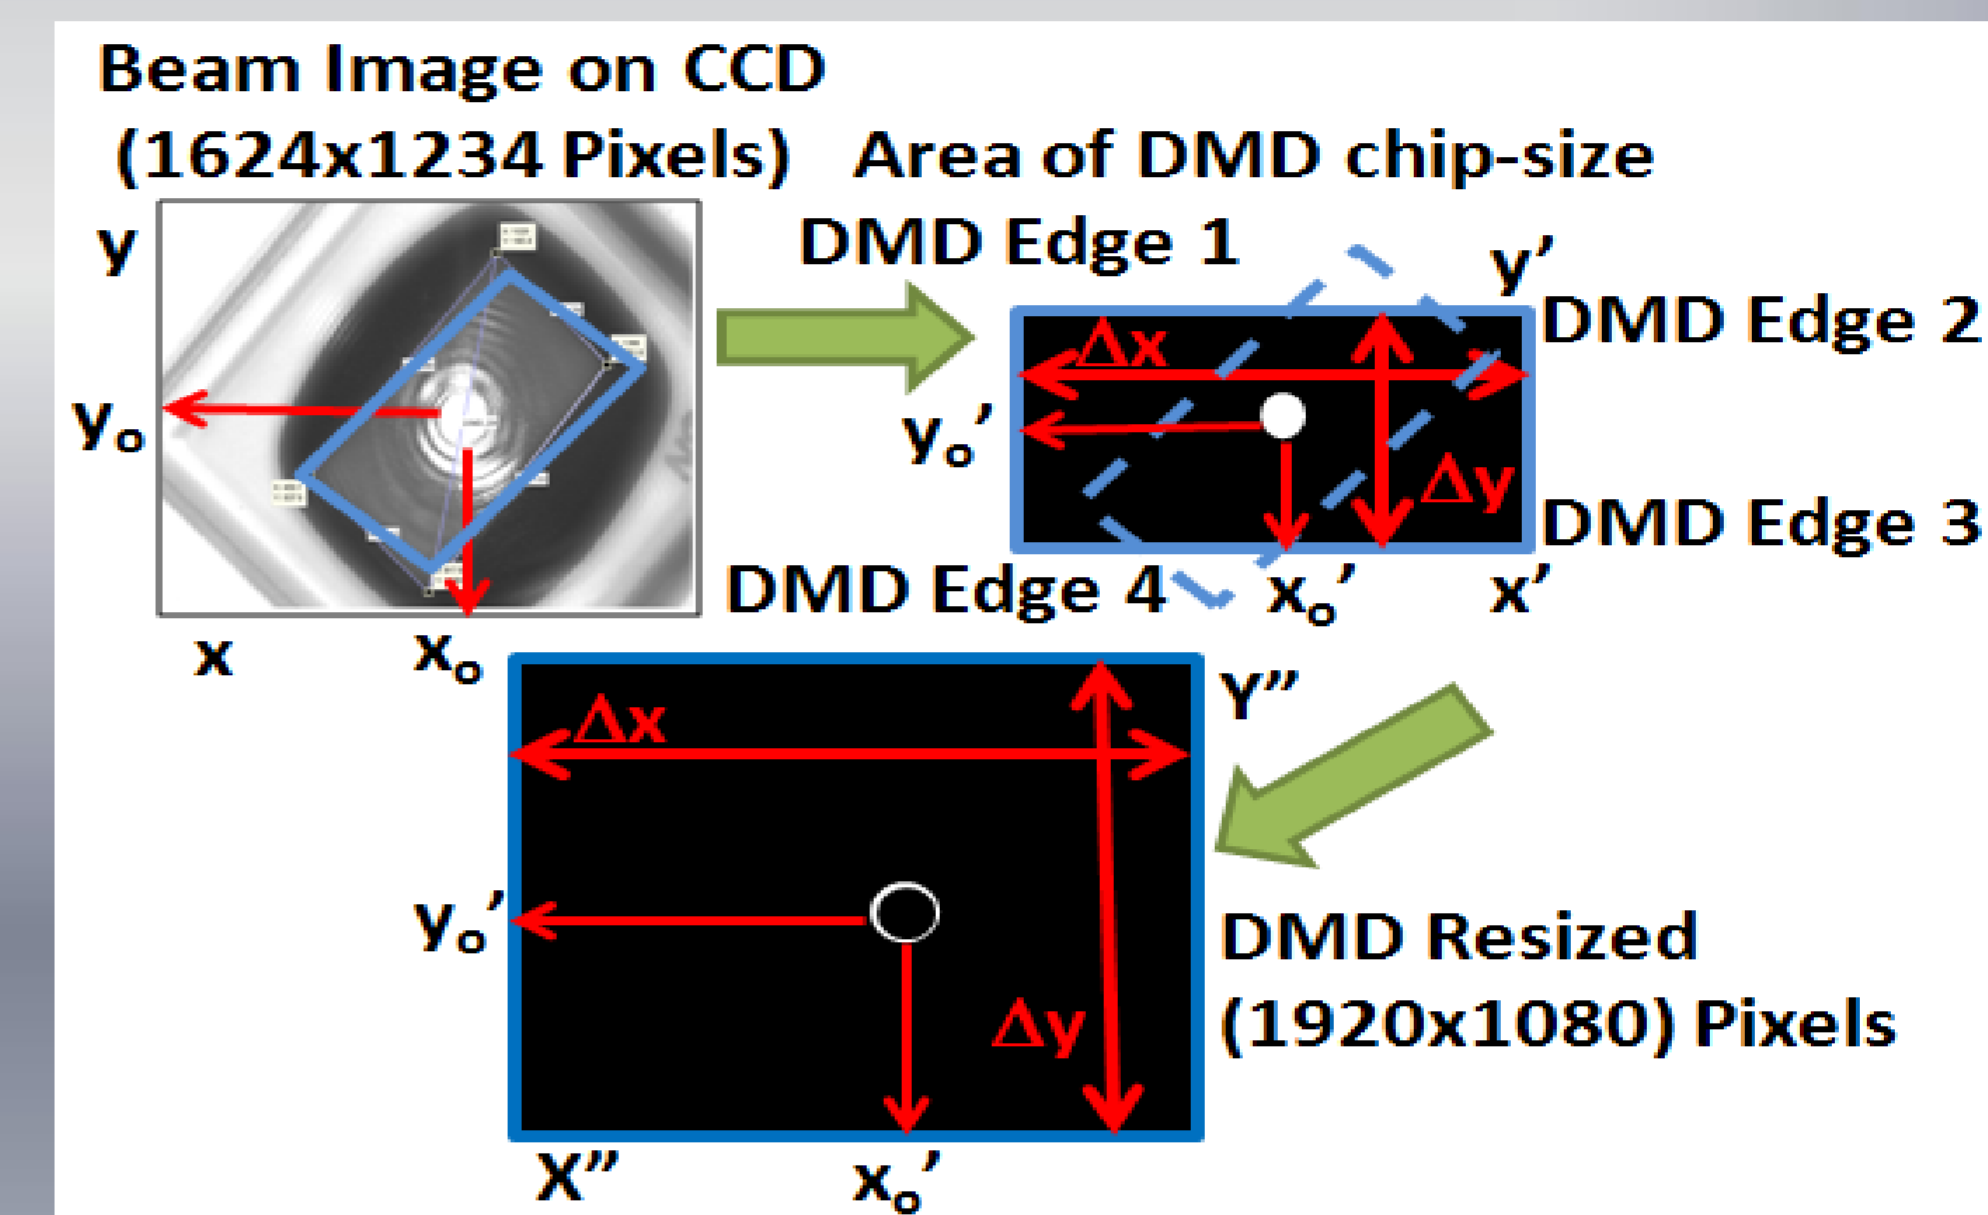 Beam Image on CCD
(1624x1234 Pixels)
Area of DMD chip-size
y
DMD Edge 1
y’
DMD Edge 2
Δx
yₒ
yₒ’
Δy
DMD Edge 3
DMD Edge 4
xₒ’
x’
x
xₒ
Δx
Y”
yₒ’
DMD Resized
Δy
(1920x1080) Pixels
X”
xₒ’